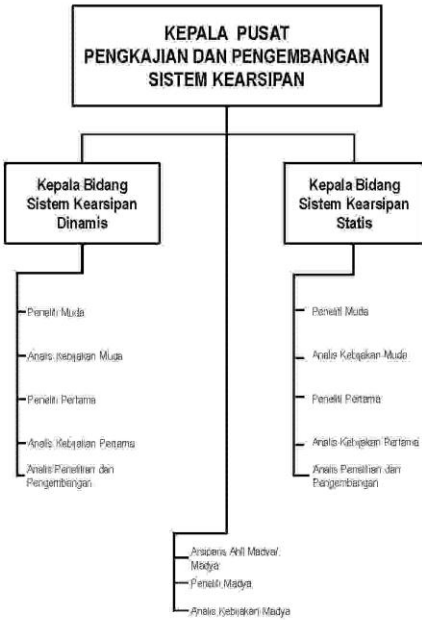 KEPALA PUSAT
PENGKAJIAN DAN PENGEMBANGAN
SISTEM KEARSIPAN
Kepala Bidang
Sistem Kearsipan
Dinamis
Peneliti Muda
Analis Kebijakan Muda
Peneliti Pertama
Analis Kebijakan Pertama
Analis Penelitian dan
Pengembangan
Kepala Bidang
Sistem Kearsipan
Statis
Peneliti Muda
Analis Kebijakan Muda
Peneliti Pertama
Analis Kebijakan Pertama
Analis Penelitian dan
Pengembangan
Arsiparis Ahli Madya/
Madya
Peneliti Madya
Analis Kebijakan Madya